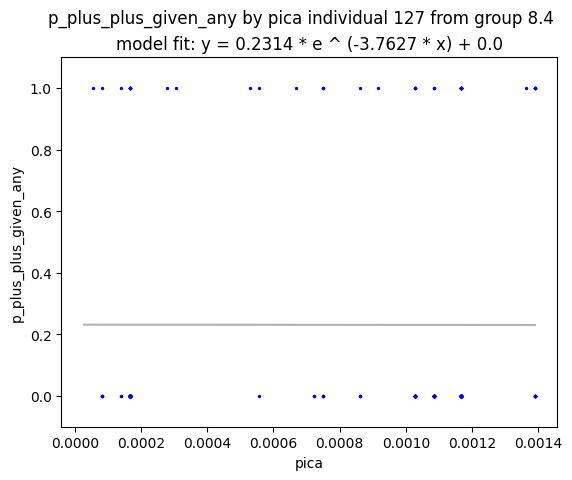 p_plus_plus_given_any by pica individual 127 from group 8.4
model fit: y = 0.2314 * e ^ (-3.7627 * x) + 0.0
1.0
0.8
0.6
0.4
0.2
0.0
p_plus_plus_given_any
0.0000 0.0002 0.0004 0.0006 0.0008 0.0010 0.0012 0.0014
pica